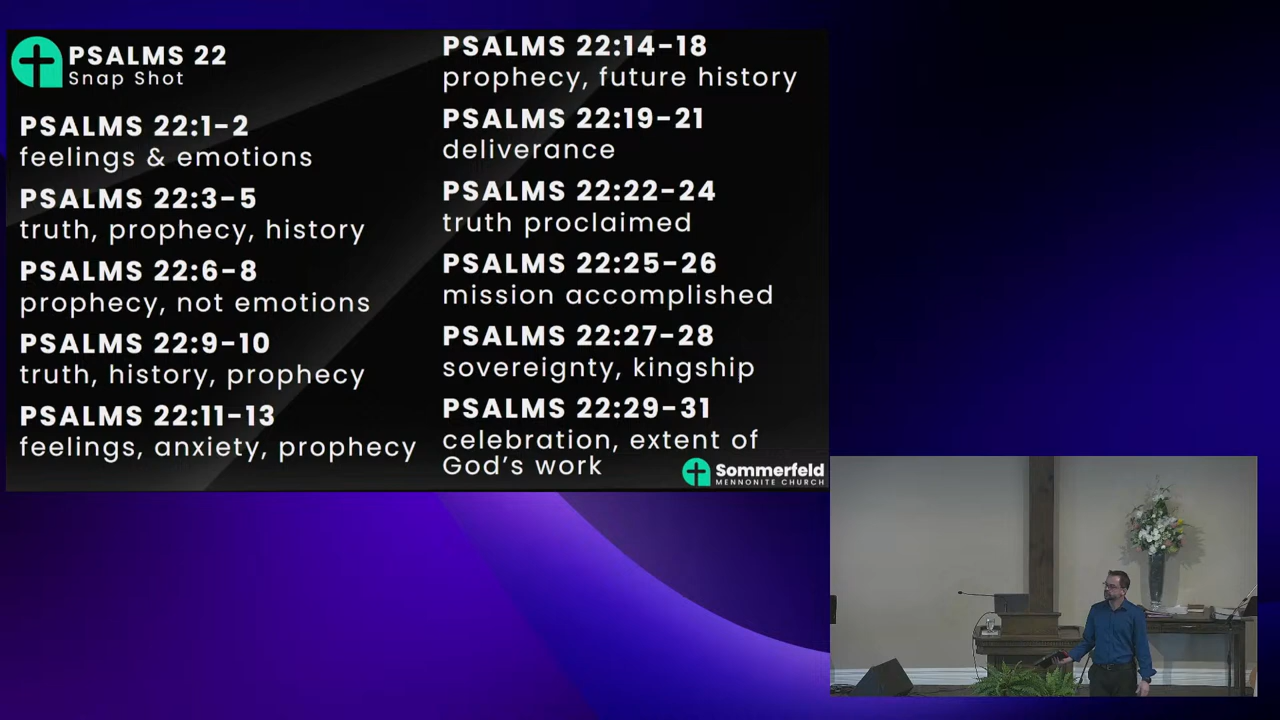 PSALMS 22
Snap Shot
PSALMS 22:1-2
feelings & emotions
PSALMS 22:3-5
truth, prophecy, history
PSALMS 22:6-8
prophecy, not emotions
PSALMS 22:9-10
truth, history, prophecy
PSALMS 22:11-13
feelings, anxiety, prophecy
PSALMS 22:14-18
prophecy, future history
PSALMS 22:19-21
deliverance
PSALMS 22:22-24
truth proclaimed
PSALMS 22:25-26
mission accomplished
PSALMS 22:27-28
sovereignty, kingship
PSALMS 22:29-31
celebration, extent of
God's work
Sommerfeld
MENNONITE CHURCH